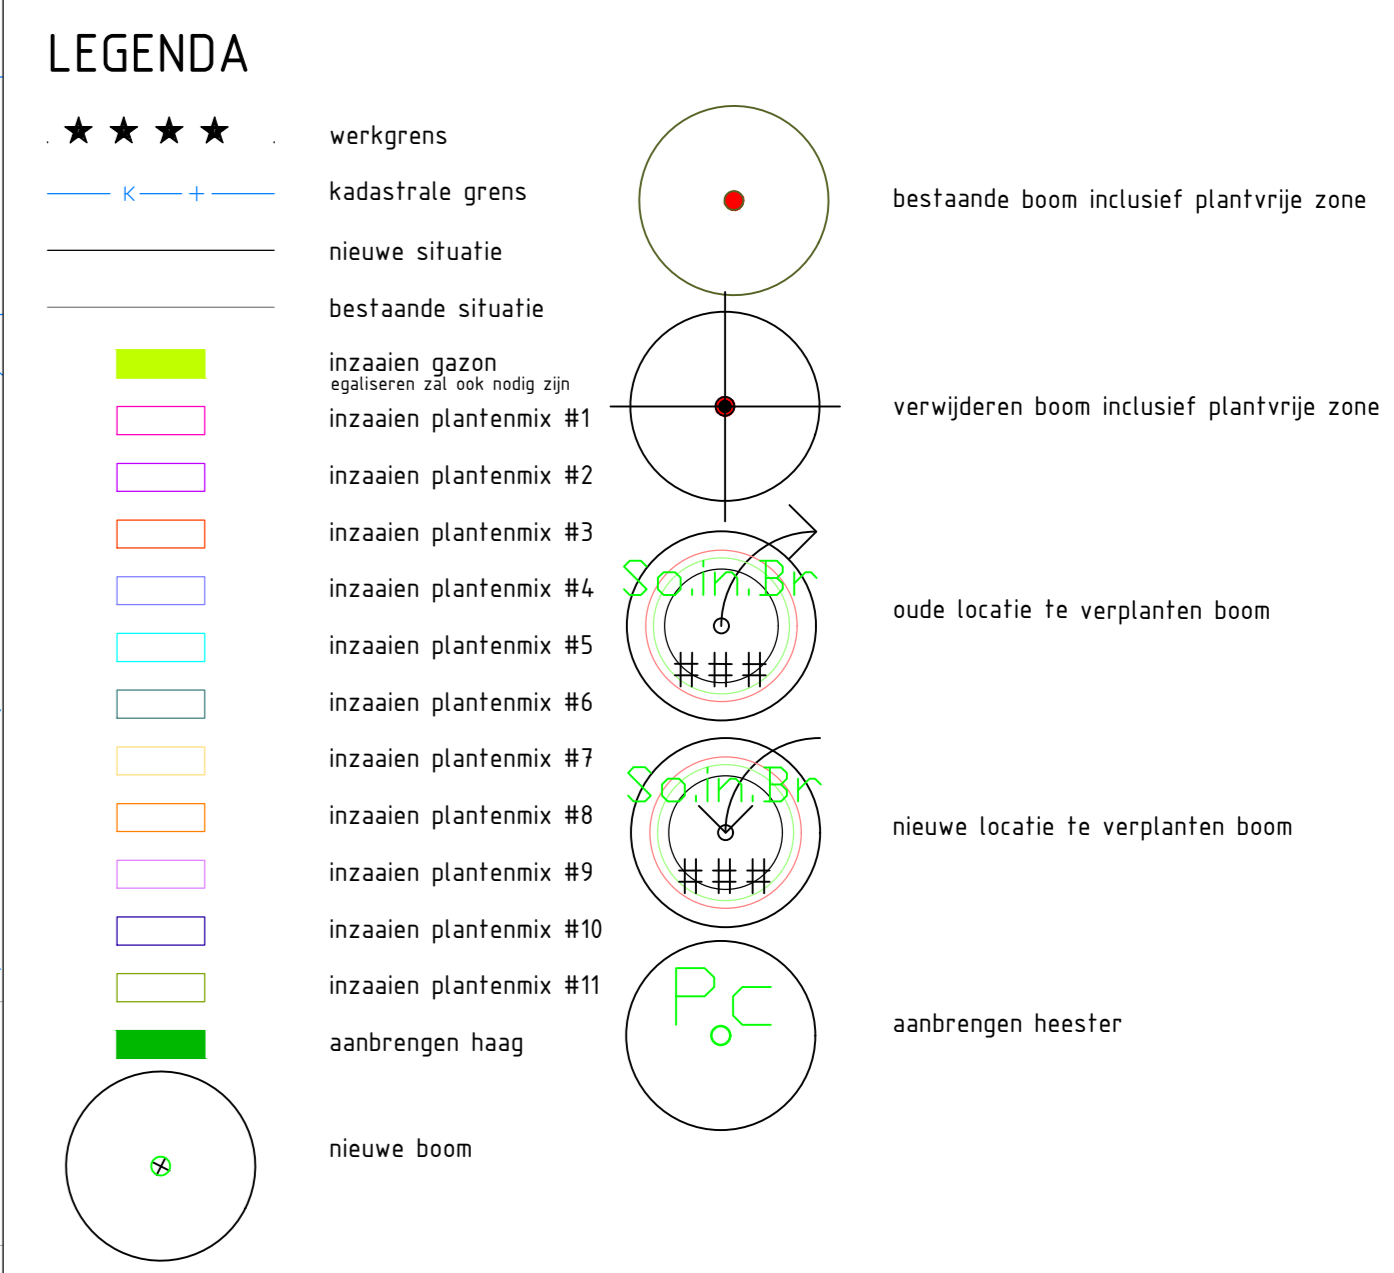 LEGENDA
werkgrens
K
kadastrale grens
nieuwe situatie
bestaande situatie
inzaaien gazon
egaliseren zal ook nodig zijn
inzaaien plantenmix #1
inzaaien plantenmix #2
inzaaien plantenmix #3
inzaaien plantenmix #4
inzaaien plantenmix #5
inzaaien plantenmix #6
inzaaien plantenmix #7
inzaaien plantenmix #8
inzaaien plantenmix #9
inzaaien plantenmix #10
inzaaien plantenmix #11
aanbrengen haag
nieuwe boom
bestaande boom inclusief plantvrije zone
verwijderen boom inclusief plantvrije zone
So.in.Br
###
oude locatie te verplanten boom
So.in.Br
###
nieuwe locatie te verplanten boom
P.c
aanbrengen heester